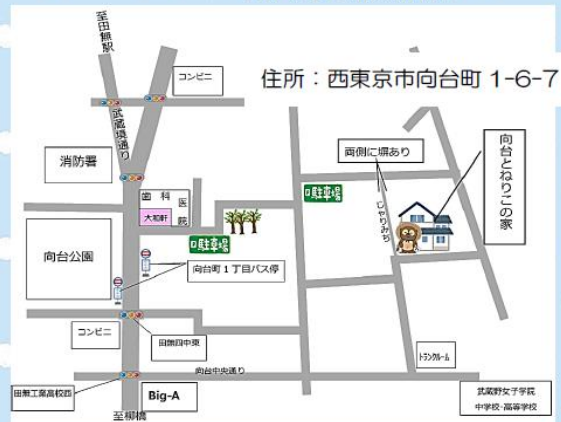 至田無駅
コンビニ
住所：西東京市向台町 1-6-7
武蔵境通り
消防署
両側に塀あり
向台とねりこの家
歯科医院
大和軒
駐車場
じゃりみち
駐車場
向台公園
向台町１丁目バス停
コンビニ
田無四中東
トランクルーム
向台中央通り
田無工業高校西
Big-A
武蔵野女子学院
中学校・高等学校
至柳橋